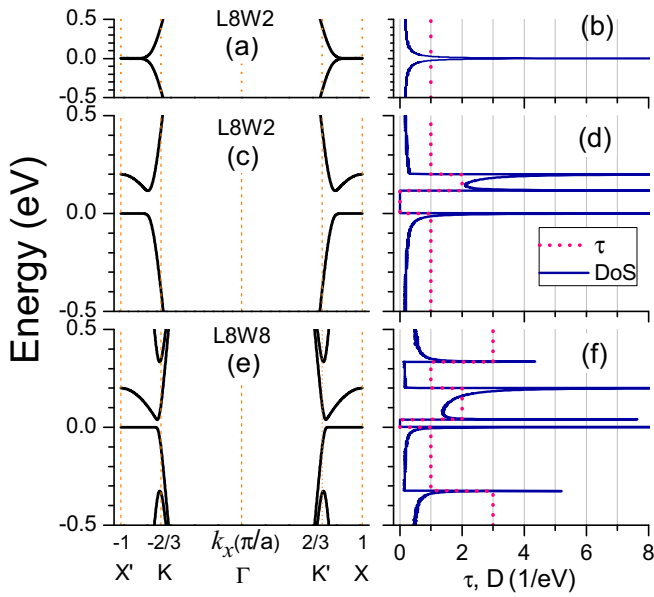 L8W2
(a)
(b)
0.5
0.0
-0.5
L8W2
(c)
(d)
0.5
0.0
-0.5
τ
DoS
L8W8
(e)
(f)
0.5
0.0
-0.5
Energy (eV)
-1 -2/3 kₓ(π/a) 2/3 1
X' K Γ K' X
0 2 4 6 8
τ, D (1/eV)